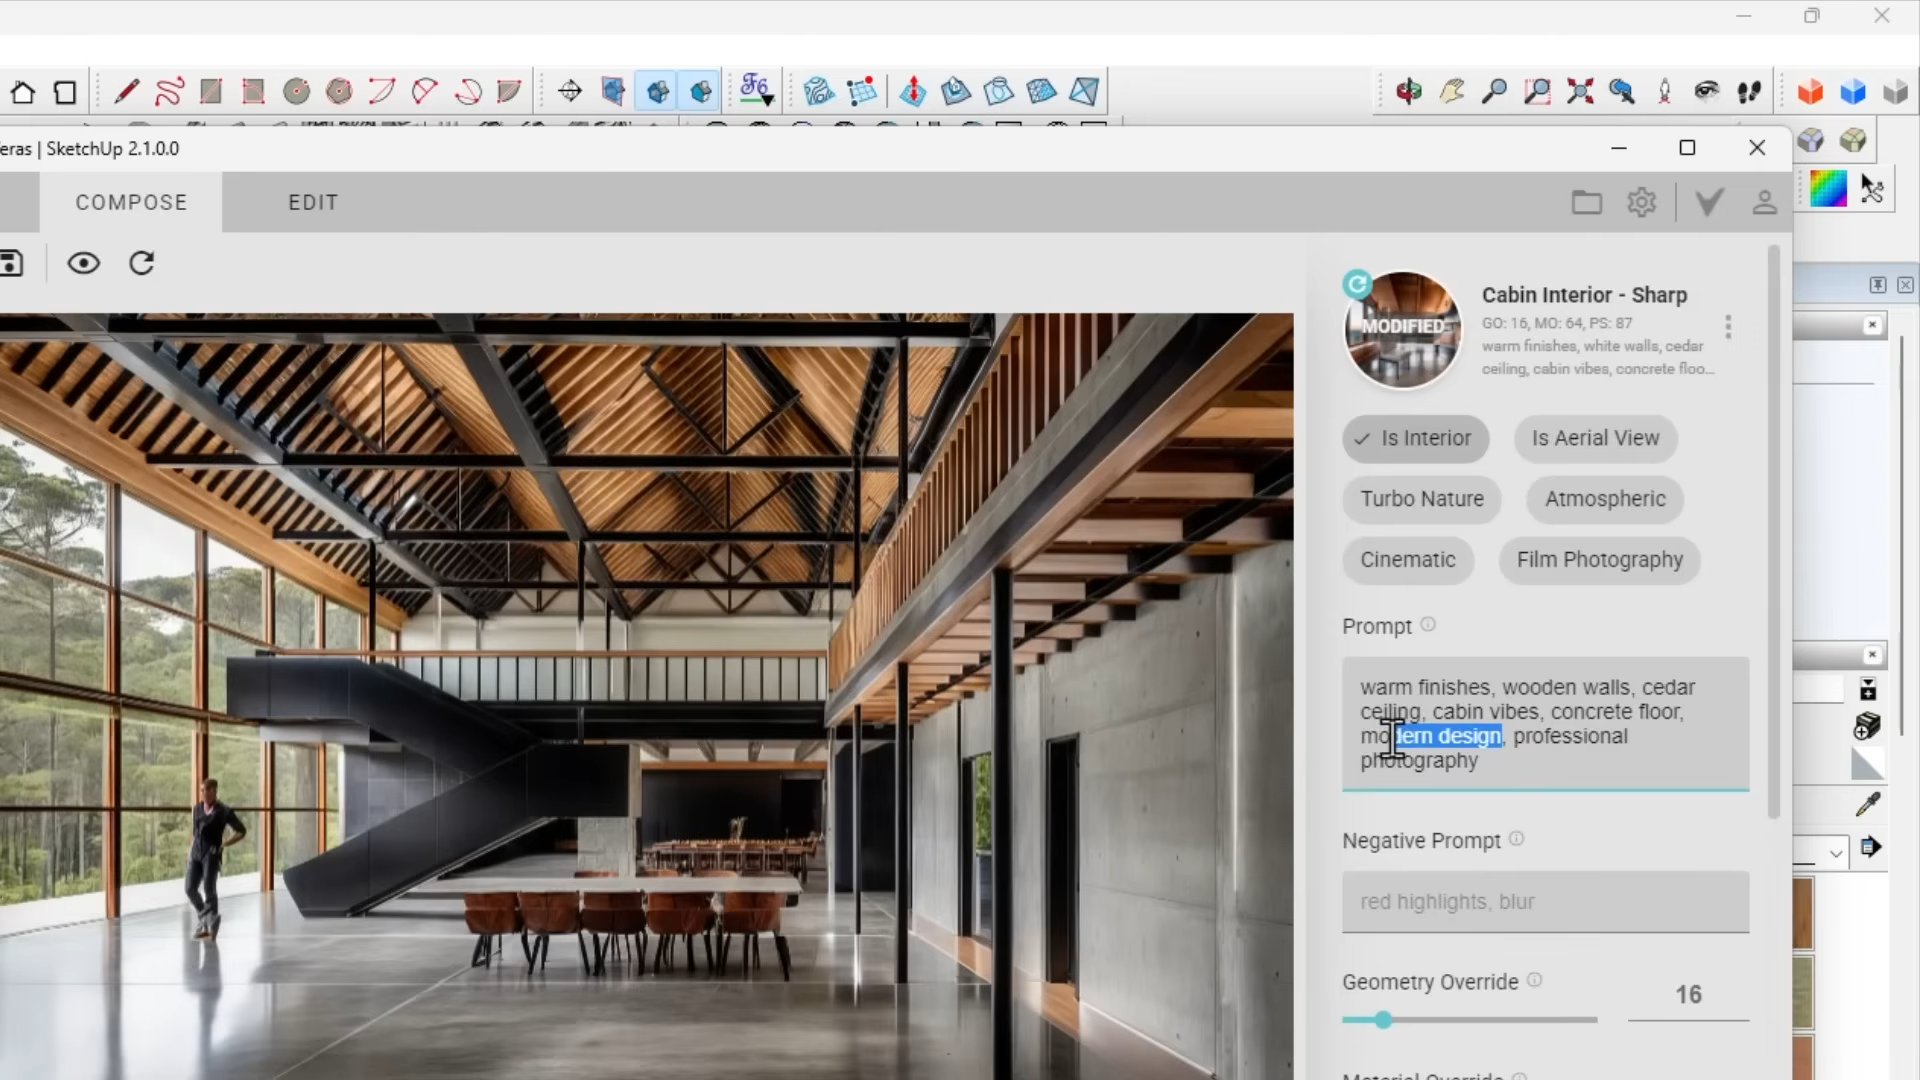 eras | SketchUp 2.1.0.0
COMPOSE
EDIT
MODIFIED
Cabin Interior - Sharp
GO: 16, MO: 64, PS: 87
warm finishes, white walls, cedar
ceiling, cabin vibes, concrete floo...
Is Interior
Is Aerial View
Turbo Nature
Atmospheric
Cinematic
Film Photography
Prompt
warm finishes, wooden walls, cedar
ceiling, cabin vibes, concrete floor,
modern design, professional
photography
Negative Prompt
red highlights, blur
Geometry Override
16
Material Override